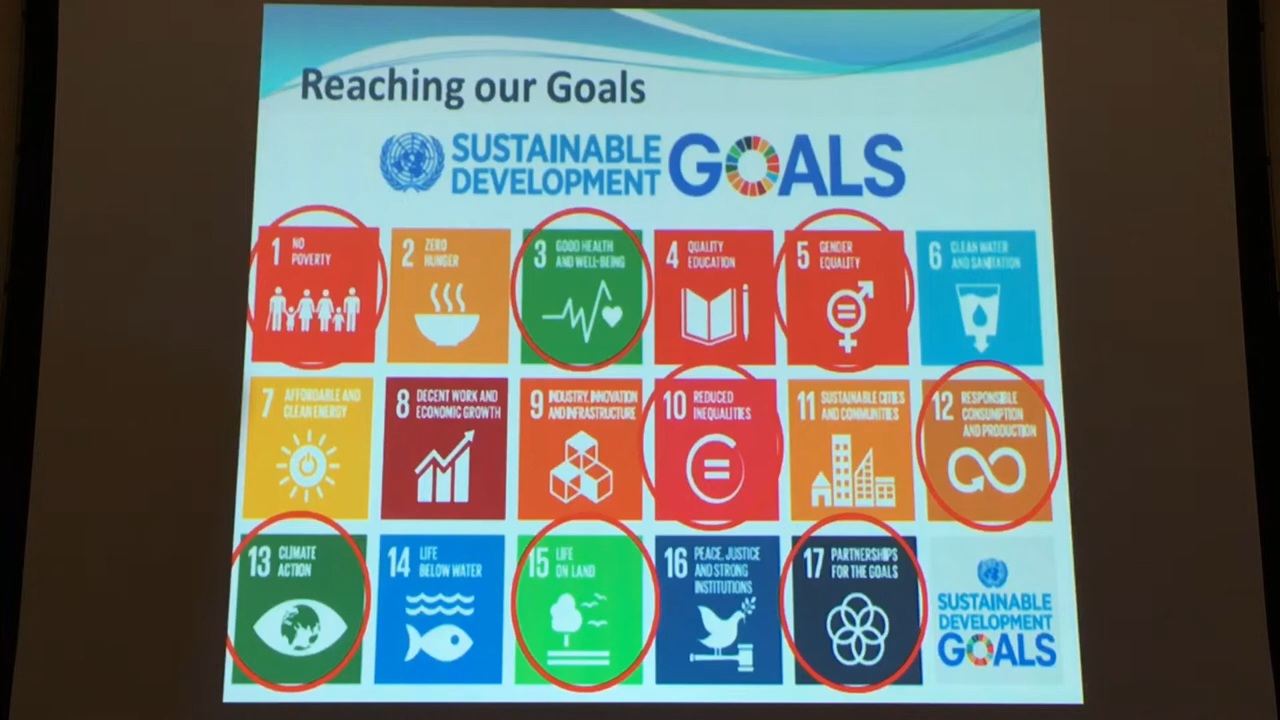 Reaching our Goals
SUSTAINABLE
DEVELOPMENT
GOALS
1 NO
POVERTY
2 ZERO
HUNGER
3 GOOD HEALTH
AND WELL-BEING
4 QUALITY
EDUCATION
5 GENDER
EQUALITY
6 CLEAN WATER
AND SANITATION
7 AFFORDABLE AND
CLEAN ENERGY
8 DECENT WORK AND
ECONOMIC GROWTH
9 INDUSTRY, INNOVATION
AND INFRASTRUCTURE
10 REDUCED
INEQUALITIES
11 SUSTAINABLE CITIES
AND COMMUNITIES
12 RESPONSIBLE
CONSUMPTION
AND PRODUCTION
13 CLIMATE
ACTION
14 LIFE
BELOW WATER
15 LIFE
ON LAND
16 PEACE, JUSTICE
AND STRONG
INSTITUTIONS
17 PARTNERSHIPS
FOR THE GOALS
SUSTAINABLE
DEVELOPMENT
GOALS